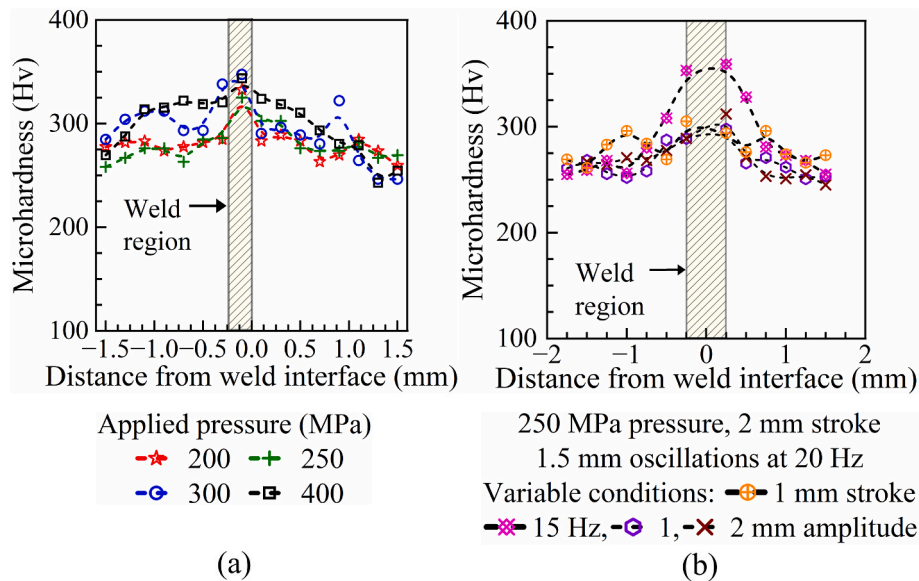 (a)
400
300
200
100
Microhardness (Hv)
Weld
region
−1.5−1.0−0.5 0.0 0.5 1.0 1.5
Distance from weld interface (mm)
Applied pressure (MPa)
200 250
300 400
(a)
(b)
400
300
200
100
Microhardness (Hv)
Weld
region
−2 −1 0 1 2
Distance from weld interface (mm)
250 MPa pressure, 2 mm stroke
1.5 mm oscillations at 20 Hz
Variable conditions: 1 mm stroke
15 Hz, 1, 2 mm amplitude
(b)